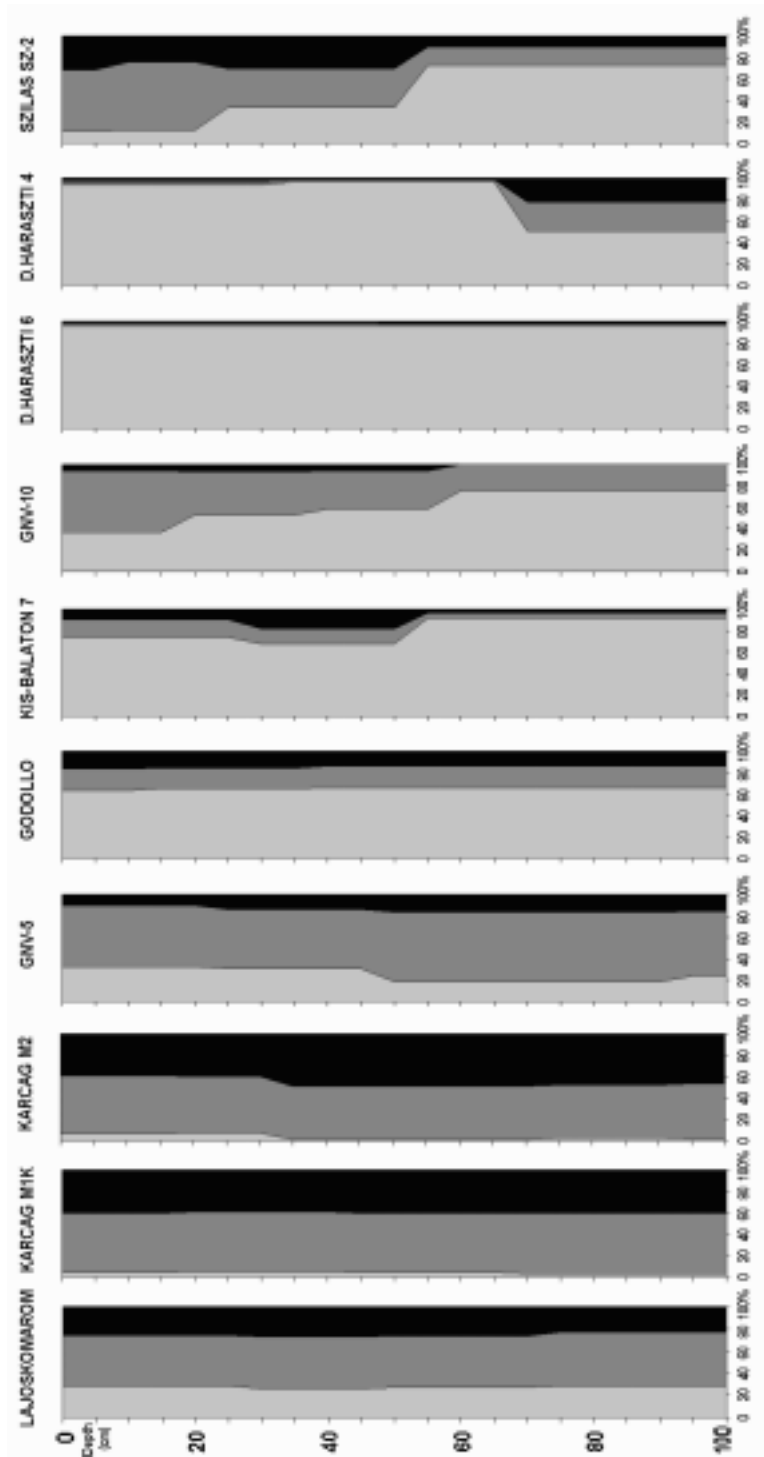 LAJOSKOMAROM KARCAG M1K KARCAG M2 GNV-5 GODOLLO KIS-BALATON 7 GNV-10 D.HARASZTI 6 D.HARASZTI 4 SZILAS SZ-2
0
Depth
[cm]
20
40
60
80
100
0 20 40 60 80 100% 0 20 40 60 80 100% 0 20 40 60 80 100% 0 20 40 60 80 100% 0 20 40 60 80 100% 0 20 40 60 80 100% 0 20 40 60 80 100% 0 20 40 60 80 100% 0 20 40 60 80 100% 0 20 40 60 80 100%